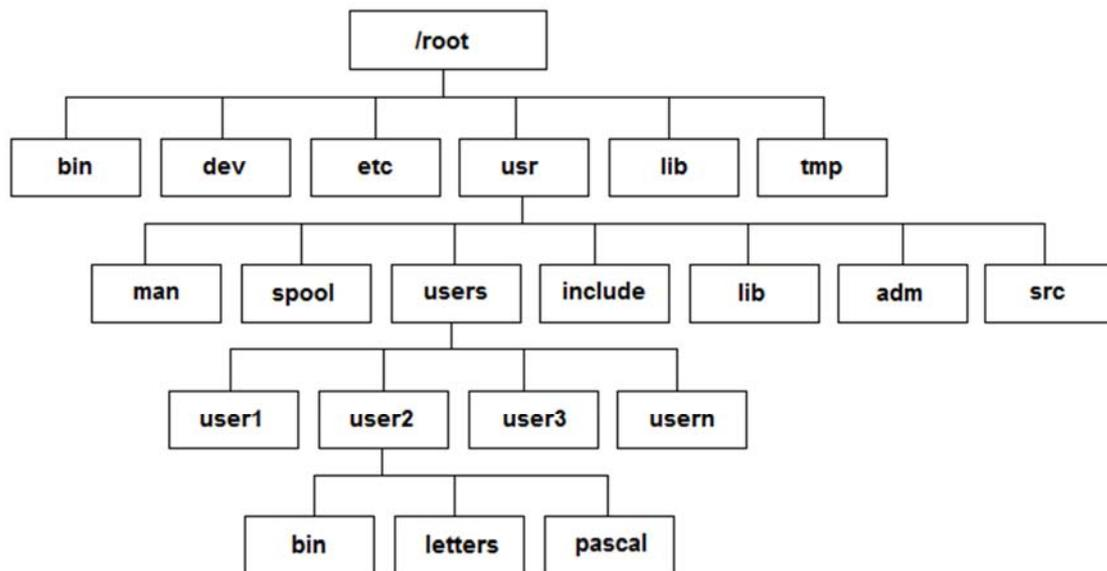 /root
bin dev etc usr lib tmp
man spool users include lib adm src
user1 user2 user3 usern
bin letters pascal